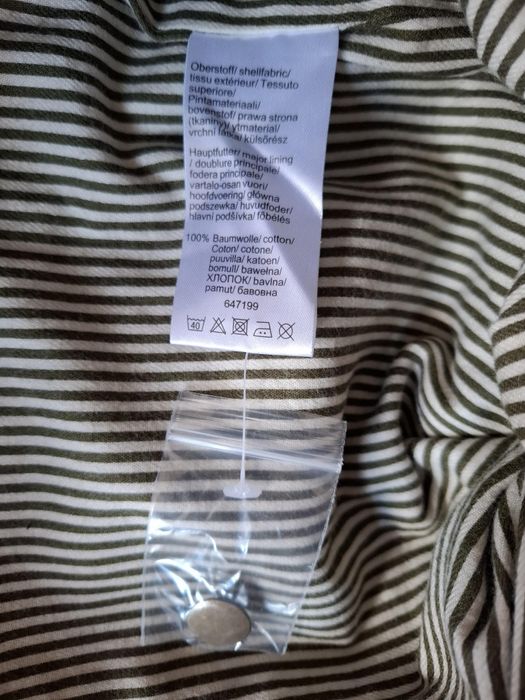 Oberstoff/ shellfabric/
tissu extérieur/ Tessuto
superiore/
Pintamateriaali/
bovenstof/ prawa strona
(tkaniny)/ ytmaterial/
vrchní látka/ külsőrész
Hauptfutter/ major lining
/ doublure principale/
fodera principale/
vartalo-osan vuori/
hoofdvoering/ główna
podszewka/ huvudfoder/
hlavní podšívka/ főbélés
100% Baumwolle/ cotton/
Coton/ cotone/
puuvilla/ katoen/
bomull/ bawełna/
ХЛОПОК/ bavlna/
pamut/ бавовна
647199
40